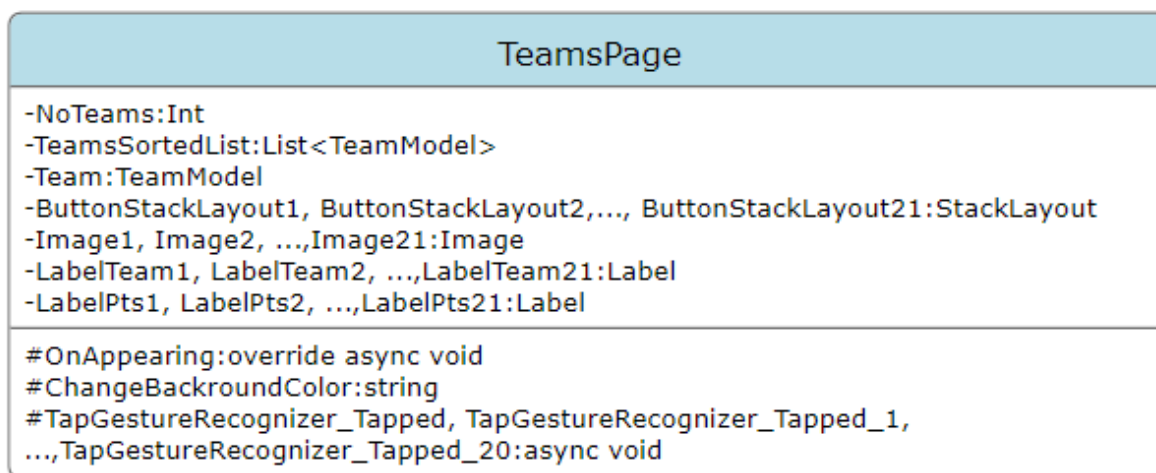 TeamsPage
-NoTeams:Int
-TeamsSortedList:List<TeamModel>
-Team:TeamModel
-ButtonStackLayout1, ButtonStackLayout2,..., ButtonStackLayout21:StackLayout
-Image1, Image2, ...,Image21:Image
-LabelTeam1, LabelTeam2, ...,LabelTeam21:Label
-LabelPts1, LabelPts2, ...,LabelPts21:Label
#OnAppearing:override async void
#ChangeBackroundColor:string
#TapGestureRecognizer_Tapped, TapGestureRecognizer_Tapped_1,
...,TapGestureRecognizer_Tapped_20:async void